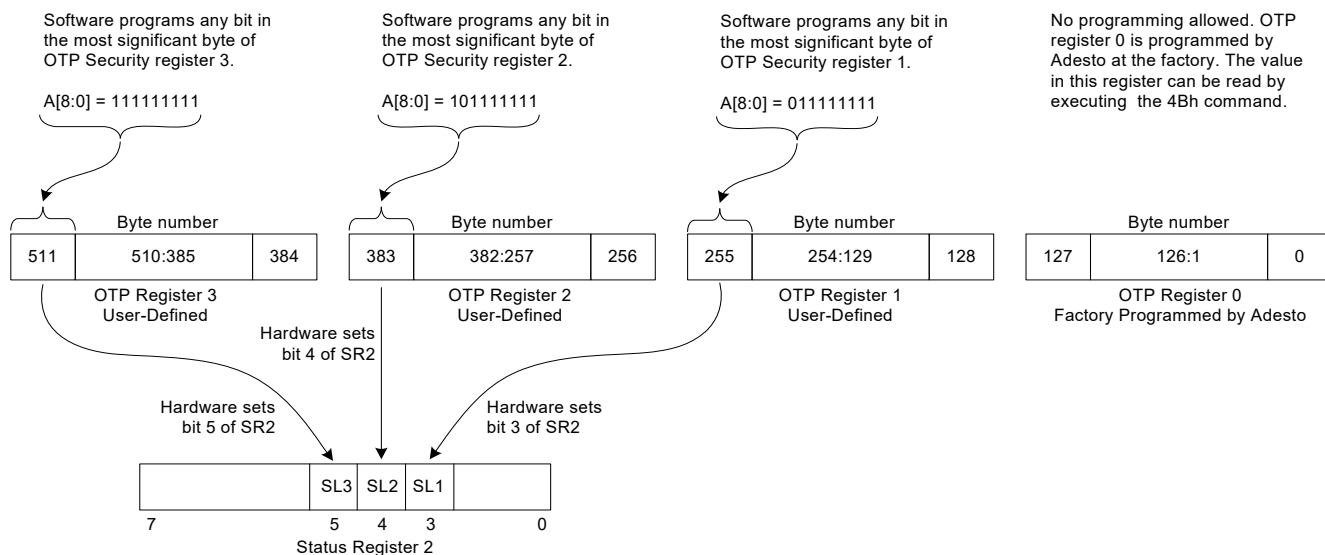 Software programs any bit in
the most significant byte of
OTP Security register 3.
A[8:0] = 111111111
Software programs any bit in
the most significant byte of
OTP Security register 2.
A[8:0] = 101111111
Software programs any bit in
the most significant byte of
OTP Security register 1.
A[8:0] = 011111111
No programming allowed. OTP
register 0 is programmed by
Adesto at the factory. The value
in this register can be read by
executing the 4Bh command.
Byte number
511 510:385 384
OTP Register 3
User-Defined
Byte number
383 382:257 256
OTP Register 2
User-Defined
Byte number
255 254:129 128
OTP Register 1
User-Defined
Byte number
127 126:1 0
OTP Register 0
Factory Programmed by Adesto
Hardware sets
bit 5 of SR2
Hardware sets
bit 4 of SR2
Hardware sets
bit 3 of SR2
SL3 SL2 SL1
7 5 4 3 0
Status Register 2